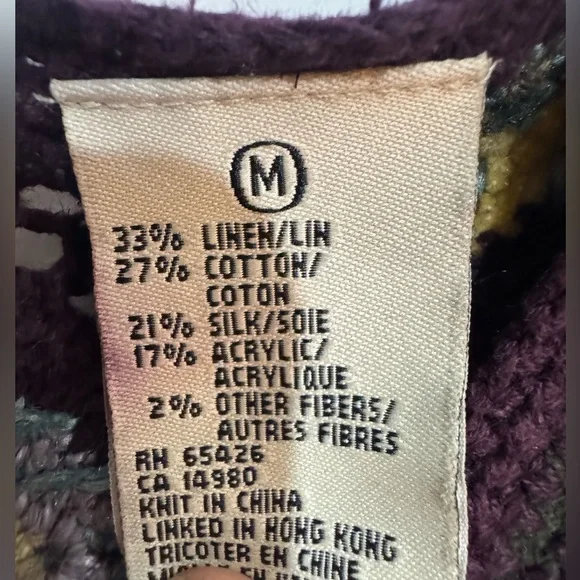 M
33% LINEN/LIN
27% COTTON/
COTON
21% SILK/SOIE
17% ACRYLIC/
ACRYLIQUE
2% OTHER FIBERS/
AUTRES FIBRES
RN 65426
CA 14980
KNIT IN CHINA
LINKED IN HONG KONG
TRICOTER EN CHINE
EN